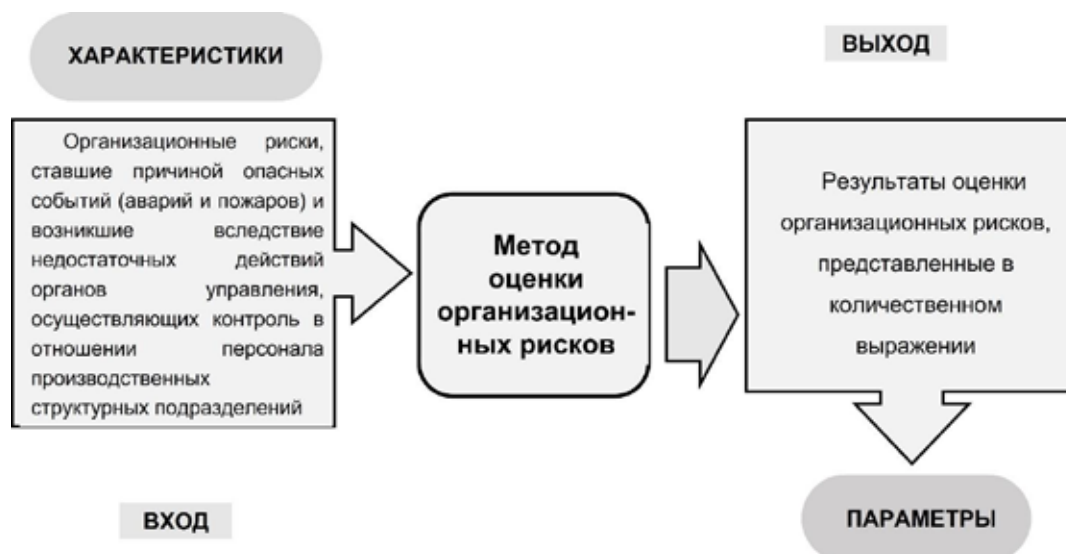 ХАРАКТЕРИСТИКИ
Организационные риски,
ставшие причиной опасных
событий (аварий и пожаров) и
возникшие вследствие
недостаточных действий
органов управления,
осуществляющих контроль в
отношении персонала
производственных
структурных подразделений
ВХОД
Метод
оценки
организацион-
ных рисков
ВЫХОД
Результаты оценки
организационных рисков,
представленные в
количественном
выражении
ПАРАМЕТРЫ